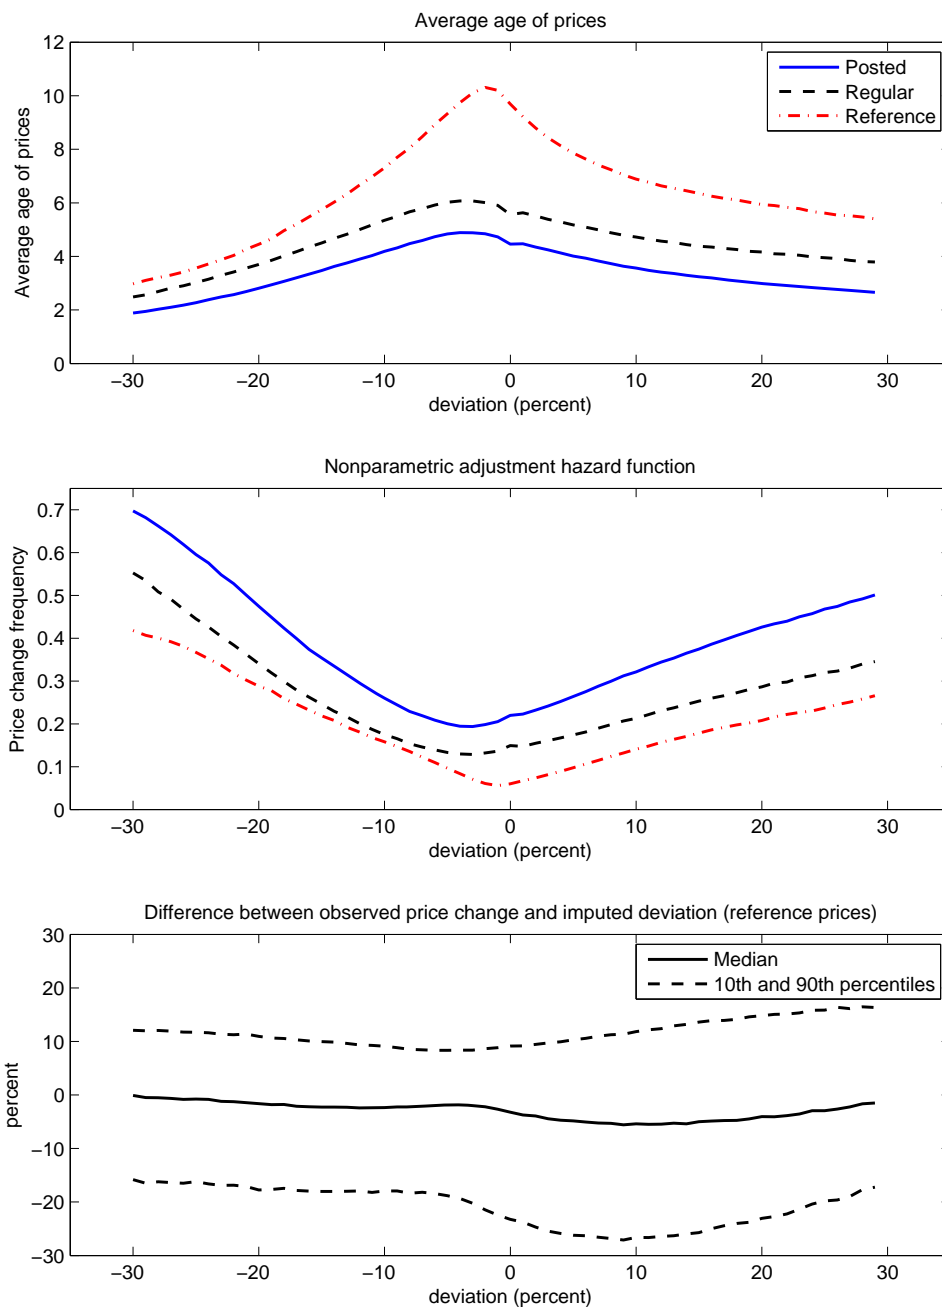 Average age of prices
12
10
8
6
4
2
0
Average age of prices
Posted
Regular
Reference
−30 −20 −10 0 10 20 30
deviation (percent)
Nonparametric adjustment hazard function
0.7
0.6
0.5
0.4
0.3
0.2
0.1
0
Price change frequency
−30 −20 −10 0 10 20 30
deviation (percent)
Difference between observed price change and imputed deviation (reference prices)
30
20
10
0
−10
−20
−30
percent
Median
10th and 90th percentiles
−30 −20 −10 0 10 20 30
deviation (percent)